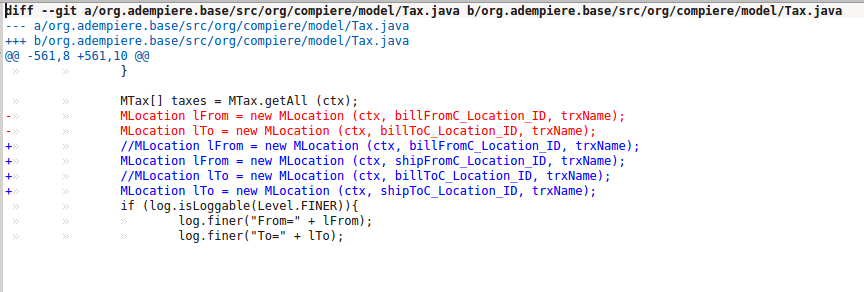 diff --git a/org.adempiere.base/src/org/compiere/model/Tax.java b/org.adempiere.base/src/org/compiere/model/Tax.java
--- a/org.adempiere.base/src/org/compiere/model/Tax.java
+++ b/org.adempiere.base/src/org/compiere/model/Tax.java
@@ -561,8 +561,10 @@
 » » }

 » » MTax[] taxes = MTax.getAll (ctx);
-» » MLocation lFrom = new MLocation (ctx, billFromC_Location_ID, trxName);
-» » MLocation lTo = new MLocation (ctx, billToC_Location_ID, trxName);
+» » //MLocation lFrom = new MLocation (ctx, billFromC_Location_ID, trxName);
+» » MLocation lFrom = new MLocation (ctx, shipFromC_Location_ID, trxName);
+» » //MLocation lTo = new MLocation (ctx, billToC_Location_ID, trxName);
+» » MLocation lTo = new MLocation (ctx, shipToC_Location_ID, trxName);
 » » if (log.isLoggable(Level.FINER)){
 » » » log.finer("From=" + lFrom);
 » » » log.finer("To=" + lTo);